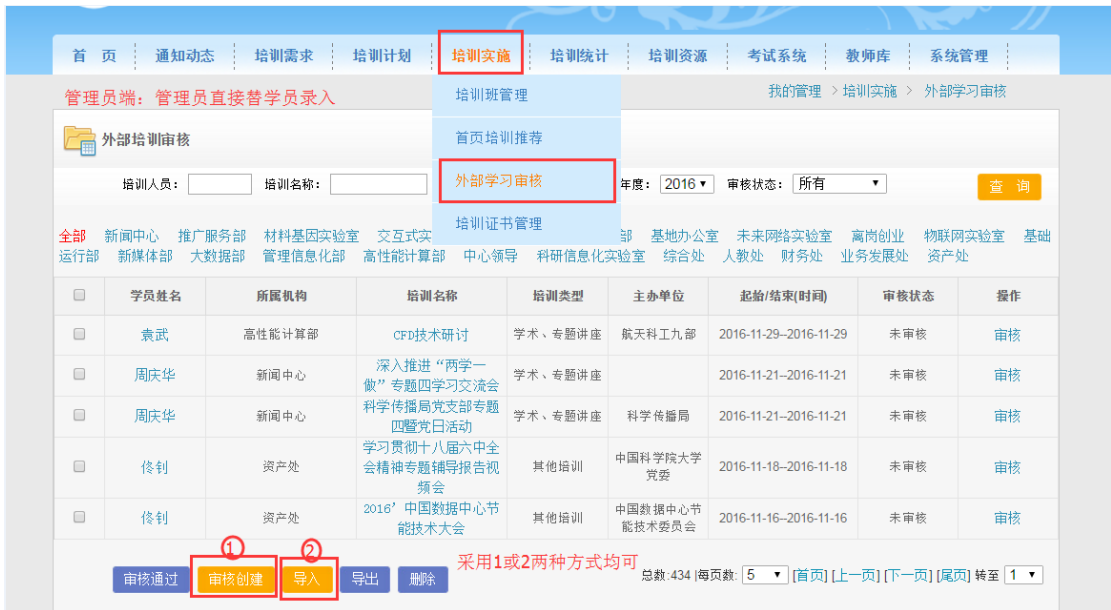 首 页 通知动态 培训需求 培训计划 培训实施 培训统计 培训资源 考试系统 教师库 系统管理
管理员端：管理员直接替学员录入
培训班管理
首页培训推荐
外部学习审核
培训证书管理
我的管理 > 培训实施 > 外部学习审核
外部培训审核
培训人员： 培训名称： 年度： 2016 审核状态： 所有 查 询
全部 新闻中心 推广服务部 材料基因实验室 交互式实 部 基地办公室 未来网络实验室 离岗创业 物联网实验室 基础
运行部 新媒体部 大数据部 管理信息化部 高性能计算部 中心领导 科研信息化实验室 综合处 人教处 财务处 业务发展处 资产处
学员姓名 所属机构 培训名称 培训类型 主办单位 起始/结束(时间) 审核状态 操作
袁武 高性能计算部 CFD技术研讨 学术、专题讲座 航天科工九部 2016-11-29--2016-11-29 未审核 审核
周庆华 新闻中心 深入推进“两学一
做”专题四学习交流会 学术、专题讲座 2016-11-21--2016-11-21 未审核 审核
周庆华 新闻中心 科学传播局党支部专题
四暨党日活动 学术、专题讲座 科学传播局 2016-11-21--2016-11-21 未审核 审核
佟钊 资产处 学习贯彻十八届六中全
会精神专题辅导报告视
频会 其他培训 中国科学院大学
党委 2016-11-18--2016-11-18 未审核 审核
佟钊 资产处 2016’中国数据中心节
能技术大会 其他培训 中国数据中心节
能技术委员会 2016-11-16--2016-11-16 未审核 审核
1 2
审核通过 审核创建 导入 导出 删除
采用1或2两种方式均可
总数:434 |每页数: 5 [首页] [上一页] [下一页] [尾页] 转至 1